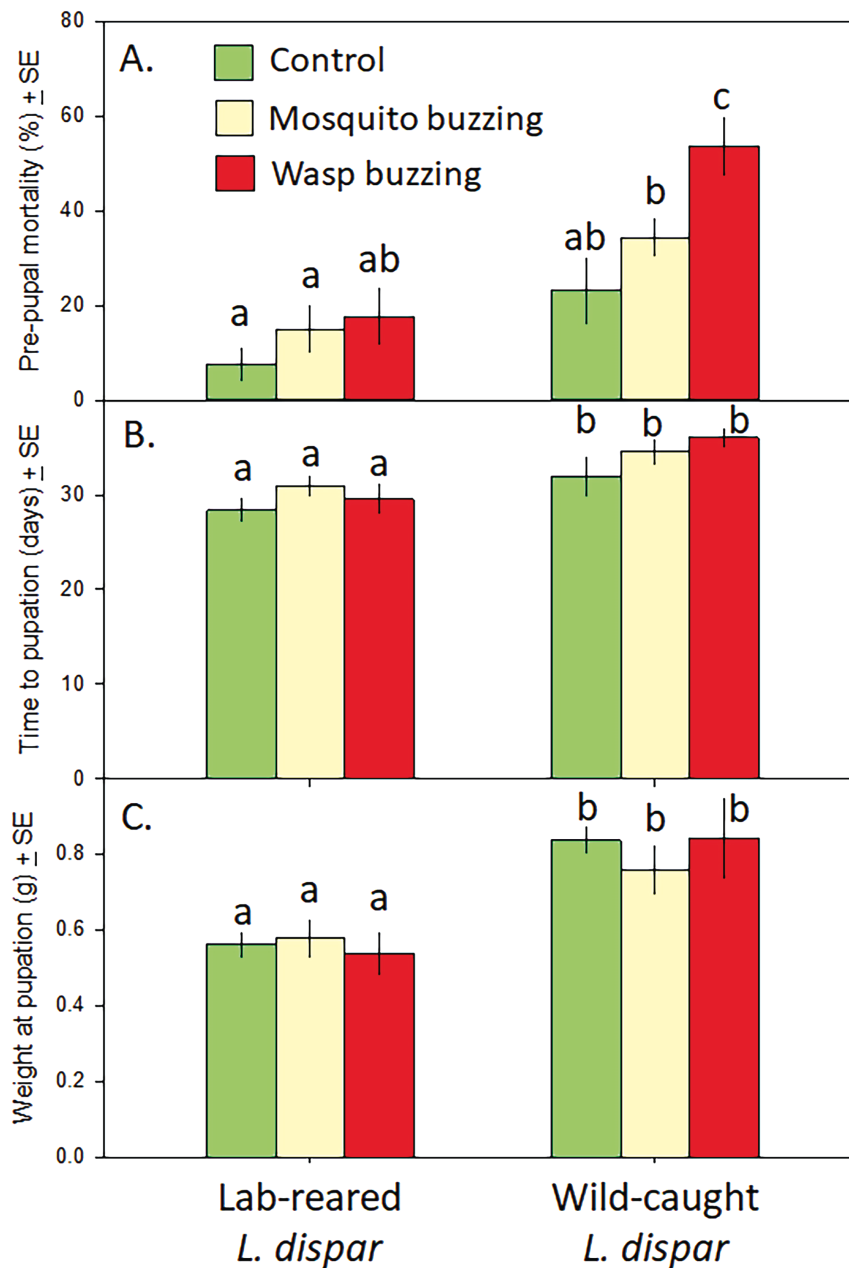 Pre-pupal mortality (%) ± SE
80
60
40
20
0
A.
Control
Mosquito buzzing
Wasp buzzing
a
a
ab
ab
b
c
Time to pupation (days) ± SE
30
20
10
0
B.
a
a
a
b
b
b
Weight at pupation (g) ± SE
0.8
0.6
0.4
0.2
0.0
C.
a
a
a
b
b
b
Lab-reared
L. dispar
Wild-caught
L. dispar